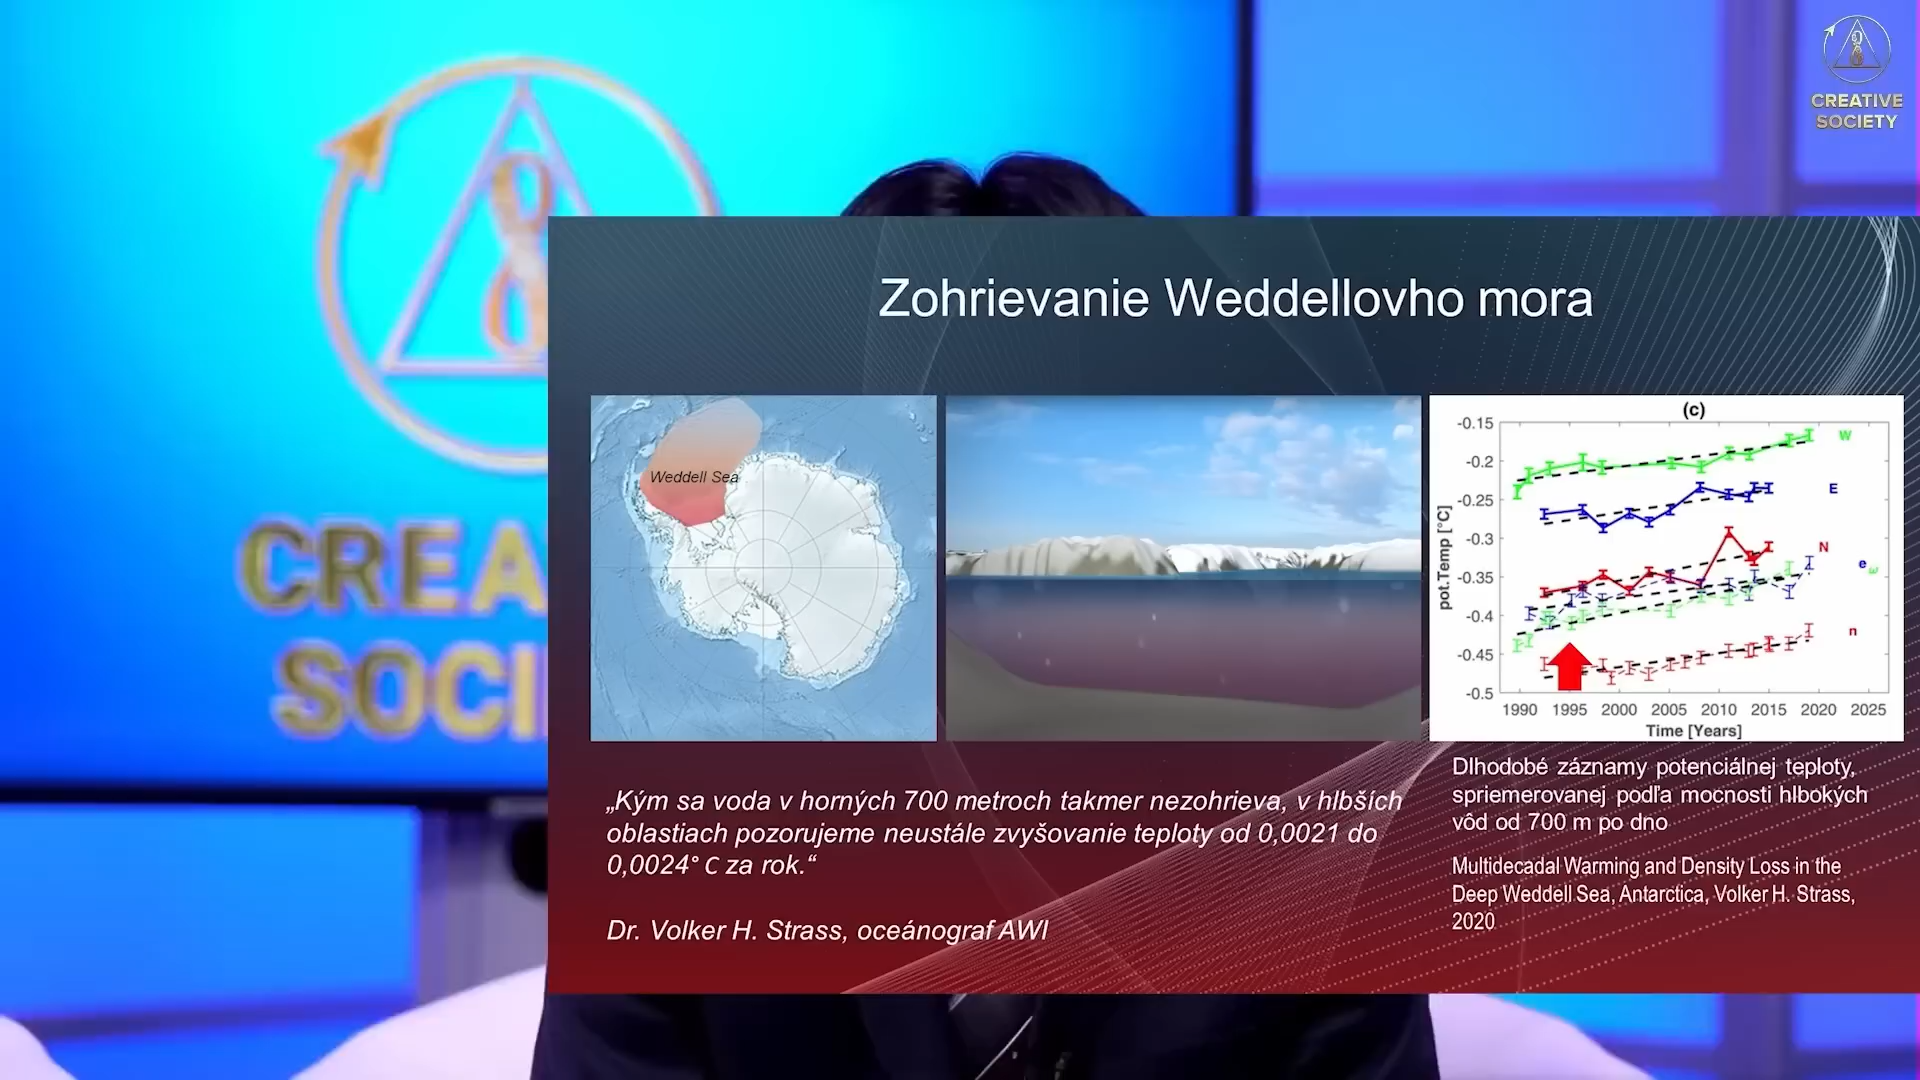 CREATIVE
SOCIETY
CREA
SOCI
Zohrievanie Weddellovho mora
Weddell Sea
(c)
-0.15
-0.2
-0.25
-0.3
-0.35
-0.4
-0.45
-0.5
pot.Temp [°C]
W
E
N
e
ω
n
1990 1995 2000 2005 2010 2015 2020 2025
Time [Years]
„Kým sa voda v horných 700 metroch takmer nezohrieva, v hlbších
oblastiach pozorujeme neustále zvyšovanie teploty od 0,0021 do
0,0024° C za rok.“
Dr. Volker H. Strass, oceánograf AWI
Dlhodobé záznamy potenciálnej teploty,
spriemerovanej podľa mocnosti hlbokých
vôd od 700 m po dno
Multidecadal Warming and Density Loss in the
Deep Weddell Sea, Antarctica, Volker H. Strass,
2020